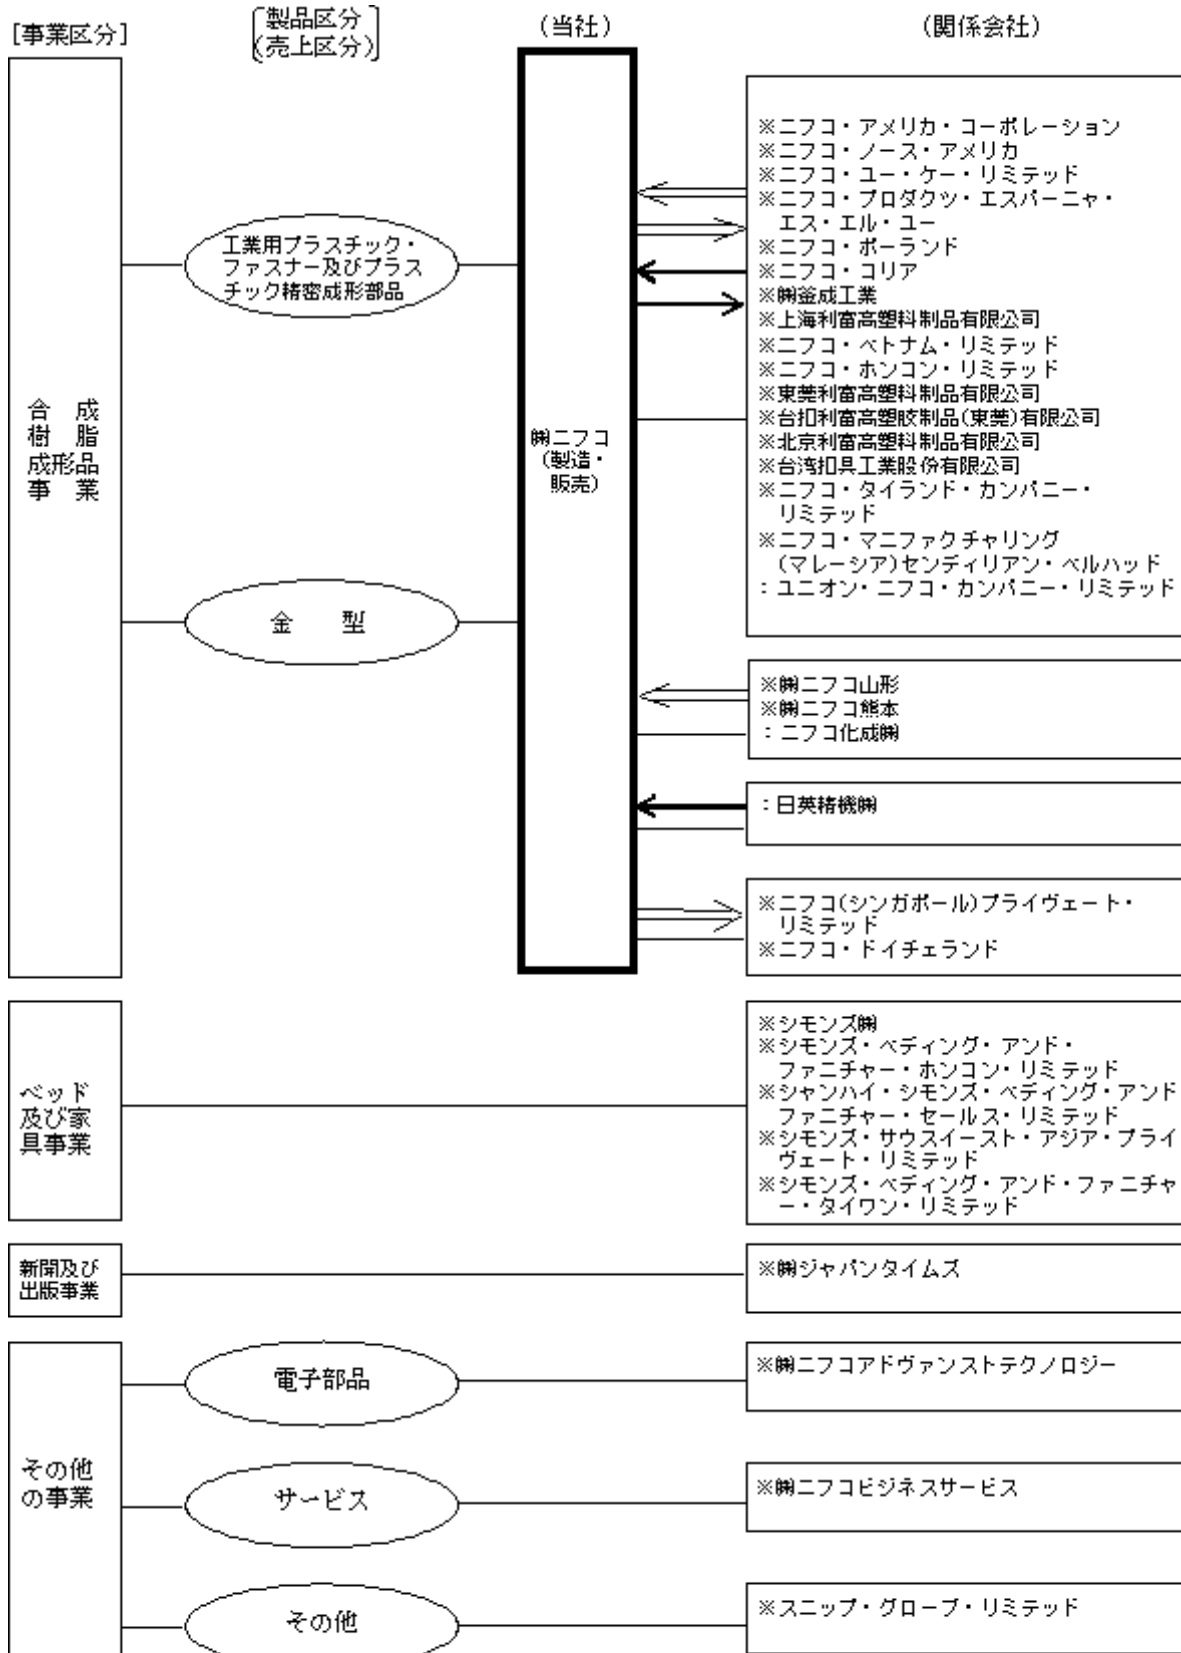 [事業区分]
製品区分
(売上区分)
(当社)
(関係会社)
合成
樹脂
成形品
事業
工業用プラスチック・
ファスナー及びプラス
チック精密成形部品
金型
㈱ニフコ
(製造・
販売)
※ニフコ・アメリカ・コーポレーション
※ニフコ・ノース・アメリカ
※ニフコ・ユー・ケー・リミテッド
※ニフコ・プロダクツ・エスパーニャ・
エス・エル・ユー
※ニフコ・ポーランド
※ニフコ・コリア
※㈱釜成工業
※上海利富高塑料制品有限公司
※ニフコ・ベトナム・リミテッド
※ニフコ・ホンコン・リミテッド
※東莞利富高塑料制品有限公司
※台扣利富高塑胶制品(東莞)有限公司
※北京利富高塑料制品有限公司
※台湾扣具工業股份有限公司
※ニフコ・タイランド・カンパニー・
リミテッド
※ニフコ・マニファクチャリング
(マレーシア)センディリアン・ベルハッド
：ユニオン・ニフコ・カンパニー・リミテッド
※㈱ニフコ山形
※㈱ニフコ熊本
：ニフコ化成㈱
：日英精機㈱
※ニフコ(シンガポール)プライヴェート・
リミテッド
※ニフコ・ドイチェランド
ベッド
及び家
具事業
※シモンズ㈱
※シモンズ・ベディング・アンド・
ファニチャー・ホンコン・リミテッド
※シャンハイ・シモンズ・ベディング・アンド
ファニチャー・セールス・リミテッド
※シモンズ・サウスイースト・アジア・プライ
ヴェート・リミテッド
※シモンズ・ベディング・アンド・ファニチャ
ー・タイワン・リミテッド
新聞及び
出版事業
※㈱ジャパンタイムズ
その他
の事業
電子部品
※㈱ニフコアドヴァンストテクノロジー
サービス
※㈱ニフコビジネスサービス
その他
※スニップ・グローブ・リミテッド